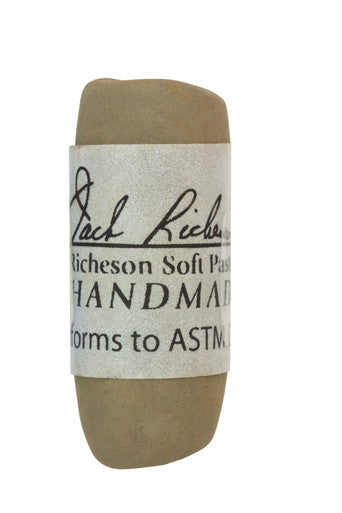 Jack Riche
Richeson Soft Pas
HANDMAD
forms to ASTM